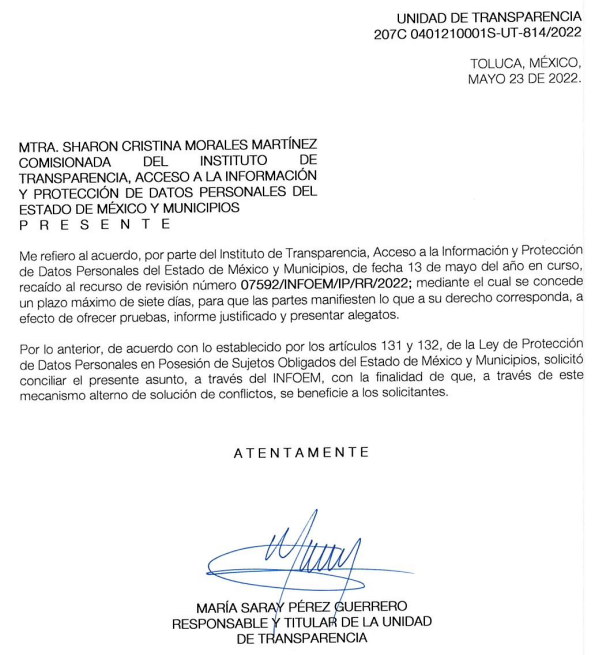 UNIDAD DE TRANSPARENCIA
207C 0401210001S-UT-814/2022
TOLUCA, MÉXICO,
MAYO 23 DE 2022.
MTRA. SHARON CRISTINA MORALES MARTÍNEZ
COMISIONADA DEL INSTITUTO DE
TRANSPARENCIA, ACCESO A LA INFORMACIÓN
Y PROTECCIÓN DE DATOS PERSONALES DEL
ESTADO DE MÉXICO Y MUNICIPIOS
P R E S E N T E
Me refiero al acuerdo, por parte del Instituto de Transparencia, Acceso a la Información y Protección
de Datos Personales del Estado de México y Municipios, de fecha 13 de mayo del año en curso,
recaído al recurso de revisión número 07592/INFOEM/IP/RR/2022; mediante el cual se concede
un plazo máximo de siete días, para que las partes manifiesten lo que a su derecho corresponda, a
efecto de ofrecer pruebas, informe justificado y presentar alegatos.
Por lo anterior, de acuerdo con lo establecido por los artículos 131 y 132, de la Ley de Protección
de Datos Personales en Posesión de Sujetos Obligados del Estado de México y Municipios, solicitó
conciliar el presente asunto, a través del INFOEM, con la finalidad de que, a través de este
mecanismo alterno de solución de conflictos, se beneficie a los solicitantes.
A T E N T A M E N T E
MARÍA SARAY PÉREZ GUERRERO
RESPONSABLE Y TITULAR DE LA UNIDAD
DE TRANSPARENCIA